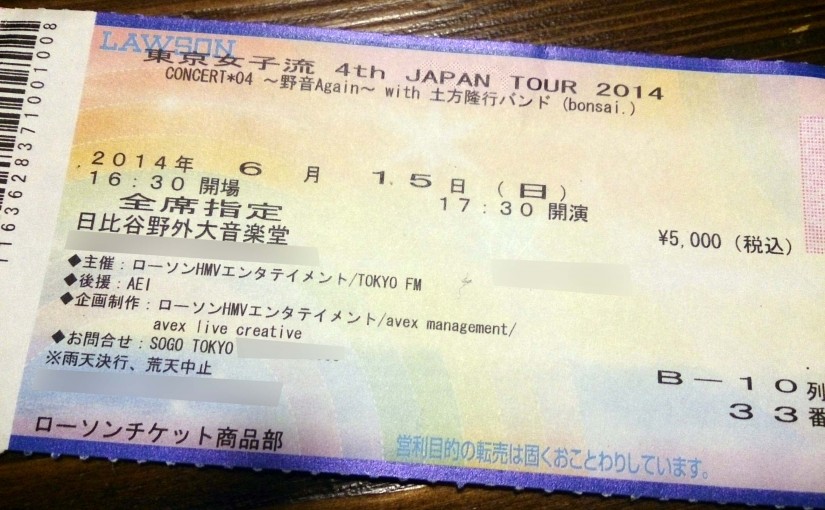 LAWSON
東京女子流 4th JAPAN TOUR 2014
CONCERT*04 ~野音Again~ with 土方隆行バンド (bonsai.)
2014年 6月 15日 (日)
16:30 開場 17:30 開演
全席指定
日比谷野外大音楽堂
¥5,000 (税込)
◆主催:ローソンHMVエンタテイメント/TOKYO FM
◆後援:AEI
◆企画制作:ローソンHMVエンタテイメント/avex management/
avex live creative
◆お問合せ:SOGO TOKYO
※雨天決行、荒天中止
B-10列
33番
ローソンチケット商品部
営利目的の転売は固くおことわりしています。
1163628371001008